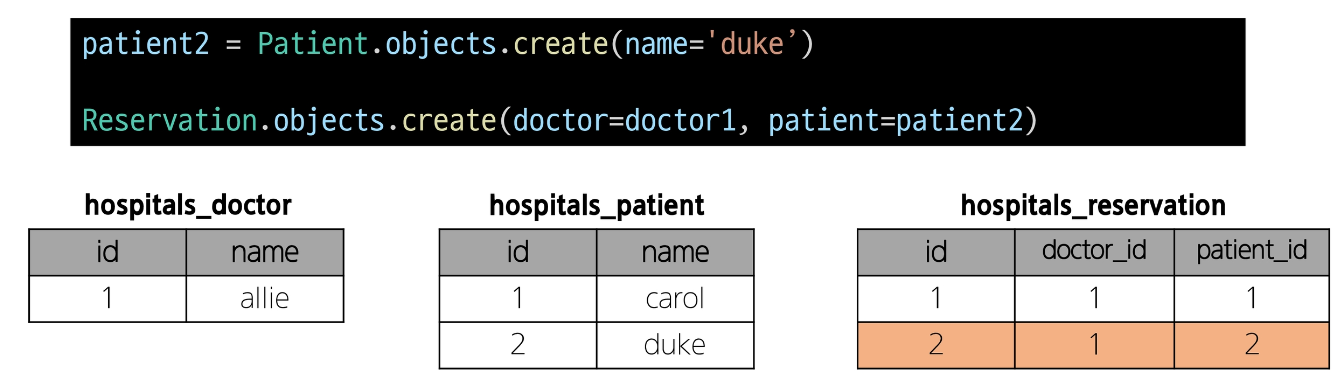 patient2 = Patient.objects.create(name='duke’)
Reservation.objects.create(doctor=doctor1, patient=patient2)
hospitals_doctor
id name
1 allie
hospitals_patient
id name
1 carol
2 duke
hospitals_reservation
id doctor_id patient_id
1 1 1
2 1 2